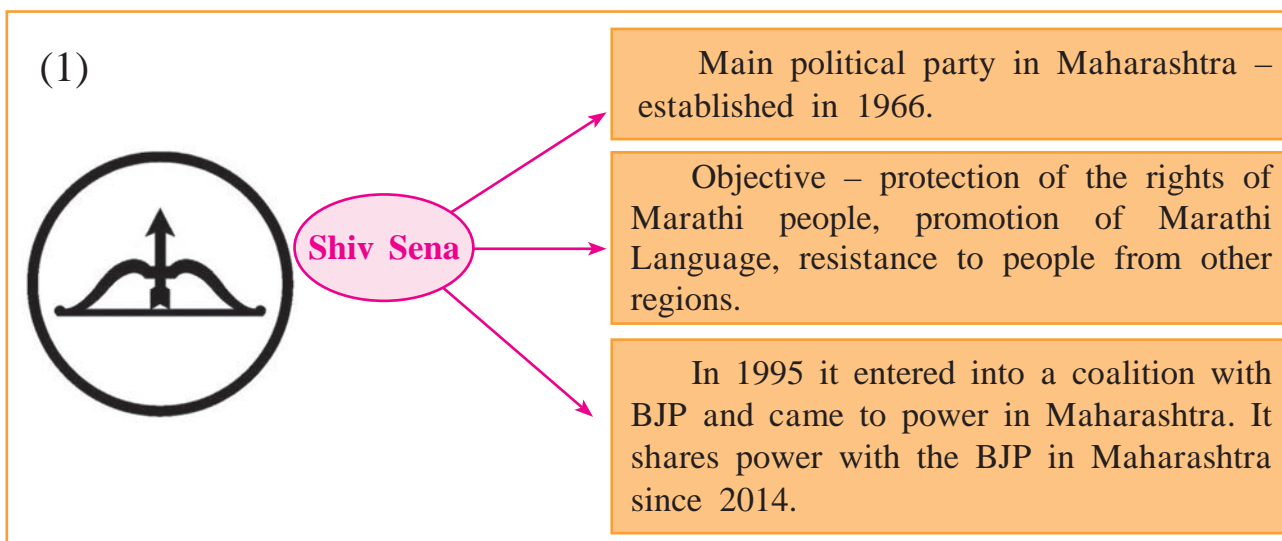 (1)
Shiv Sena
Main political party in Maharashtra –
established in 1966.
Objective – protection of the rights of
Marathi people, promotion of Marathi
Language, resistance to people from other
regions.
In 1995 it entered into a coalition with
BJP and came to power in Maharashtra. It
shares power with the BJP in Maharashtra
since 2014.